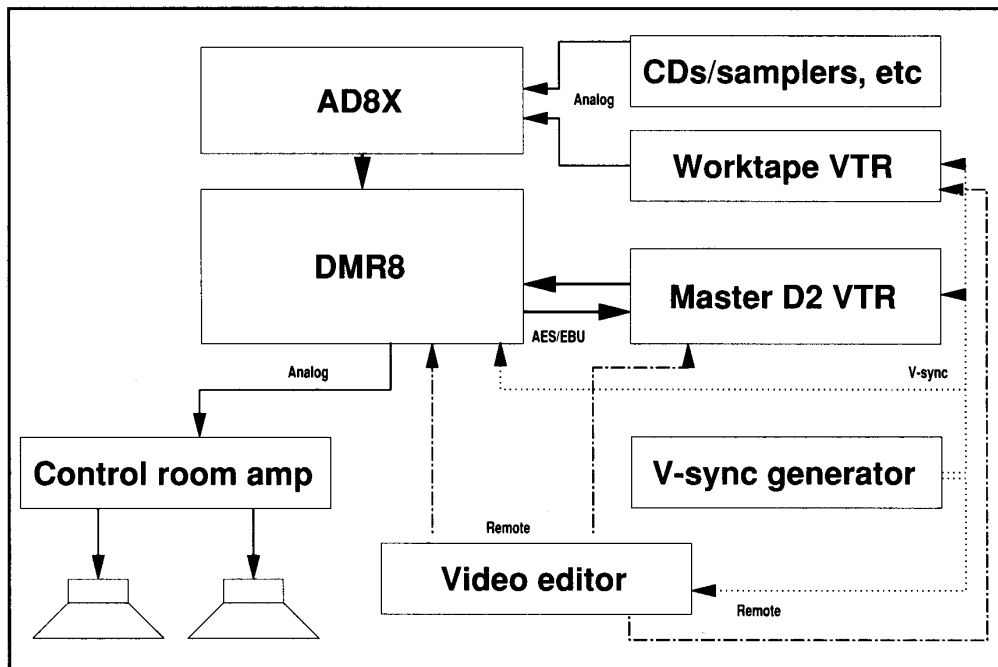 CDs/samplers, etc
AD8X
Analog
Worktape VTR
DMR8
Master D2 VTR
AES/EBU
Analog
V-sync
Control room amp
V-sync generator
Remote
Video editor
Remote